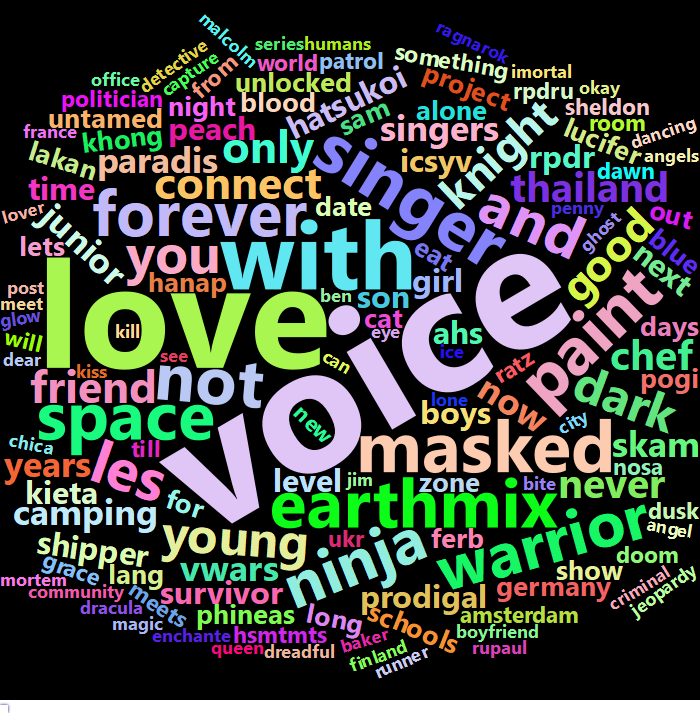 malcolm
ragnarok
series
humans
detective
capture
from
world
patrol
something
imortal
office
politician
night
unlocked
blood
hatsukoi
project
rpdru
okay
sheldon
untamed
france
khong
peach
sam
alone
singers
knight
lucifer
room
dancing
angels
lakan
paradis
only
singer
icsyv
rpdr
dawn
time
connect
and
thailand
penny
out
lover
junior
forever
date
good
ghost
blue
lets
you
with
eat
girl
next
post
hanap
ben
son
meet
love
voice
cat
paint
days
glow
kill
eye
ahs
chef
will
see
can
ice
ratz
pogi
dear
friend
kiss
not
now
dark
lone
space
new
boys
city
chica
till
masked
skam
years
les
level
jim
zone
bite
nosa
kieta
for
earthmix
never
camping
dusk
angel
young
ninja
warrior
shipper
ukr
ferb
doom
grace
lang
vwars
show
mortem
community
meets
survivor
prodigal
germany
criminal
jeopardy
dracula
phineas
long
schools
amsterdam
magic
enchante
hsmtmts
baker
boyfriend
queen
dreadful
finland
runner
rupaul